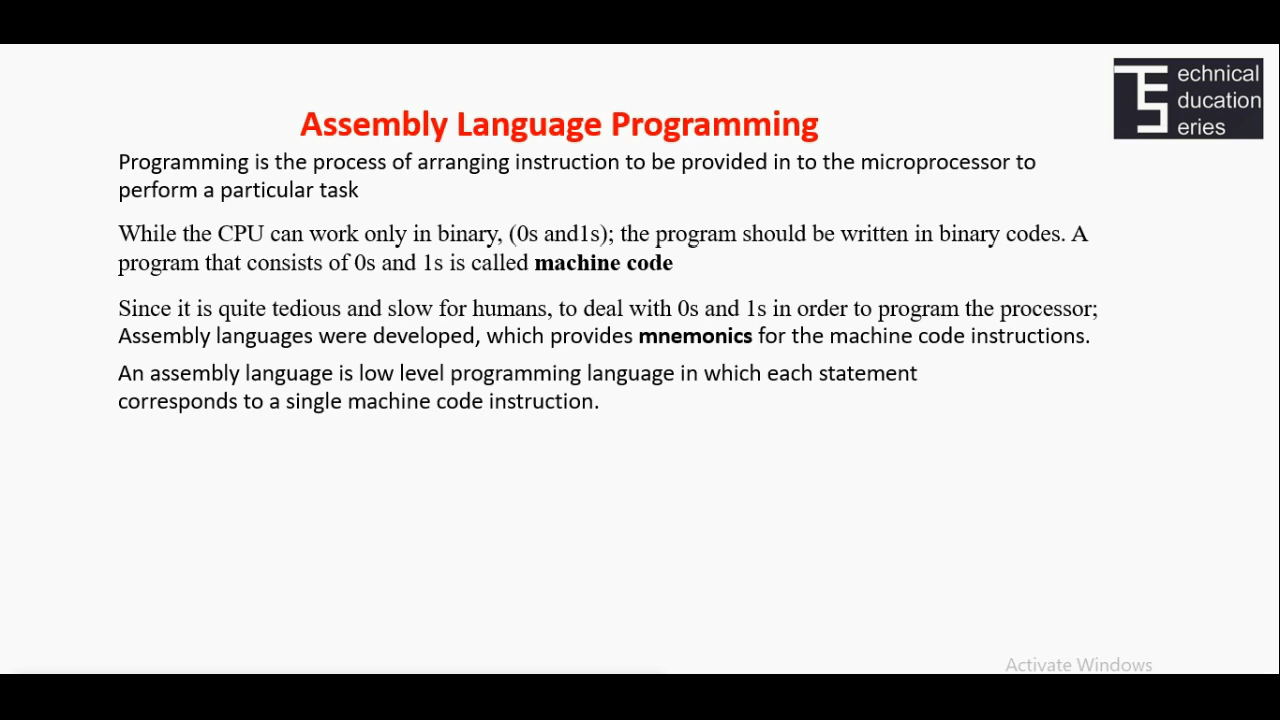 echnical
ducation
eries
Assembly Language Programming
Programming is the process of arranging instruction to be provided in to the microprocessor to
perform a particular task
While the CPU can work only in binary, (0s and1s); the program should be written in binary codes. A
program that consists of 0s and 1s is called machine code
Since it is quite tedious and slow for humans, to deal with 0s and 1s in order to program the processor;
Assembly languages were developed, which provides mnemonics for the machine code instructions.
An assembly language is low level programming language in which each statement
corresponds to a single machine code instruction.
Activate Windows